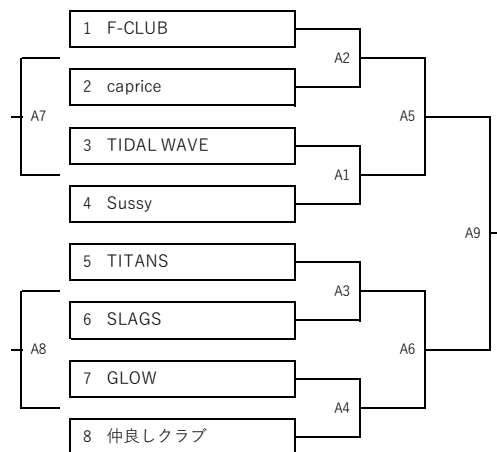 1 F-CLUB
A2
2 caprice
A7
A5
3 TIDAL WAVE
A1
4 Sussy
A9
5 TITANS
A3
6 SLAGS
A8
A6
7 GLOW
A4
8 仲良しクラブ